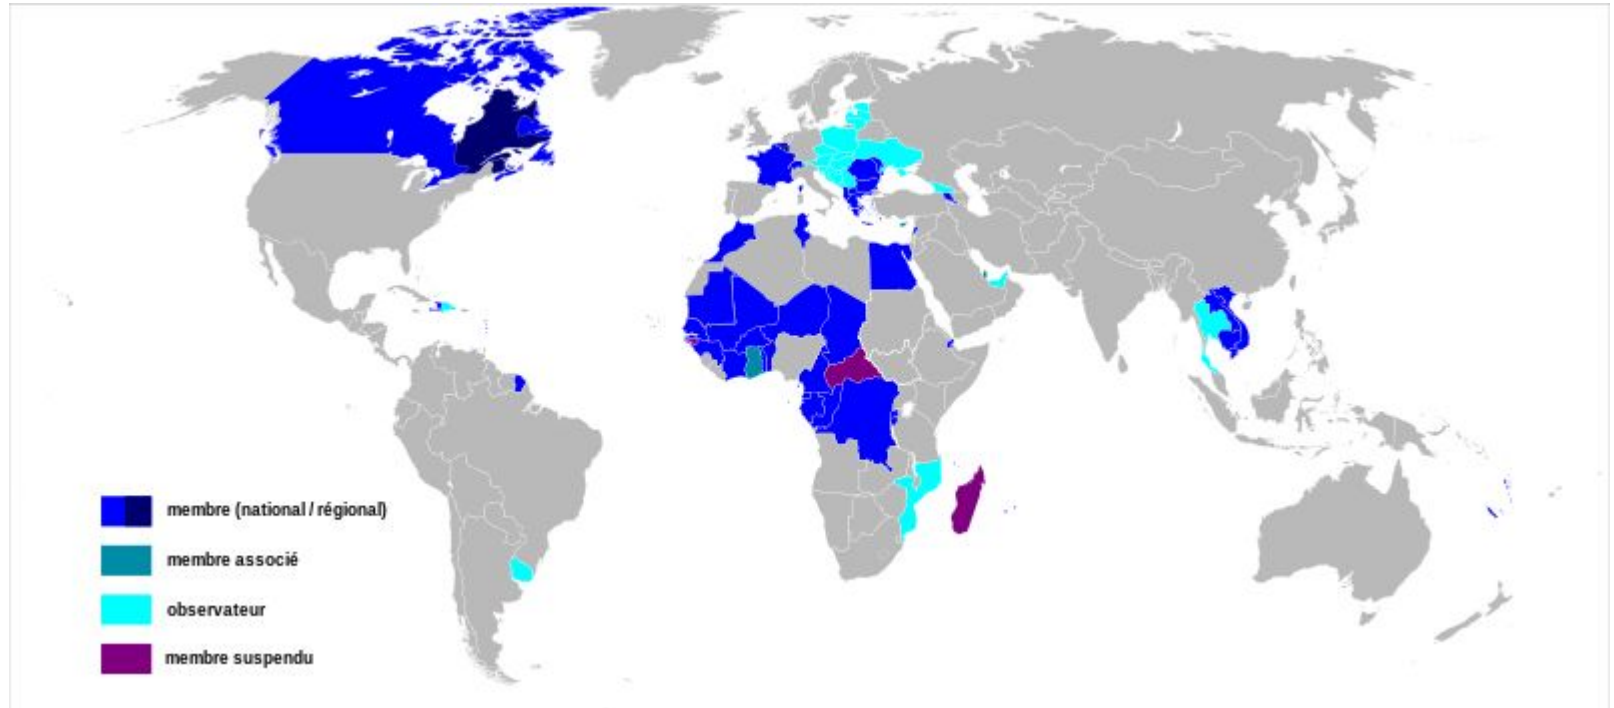 membre (national / régional)
membre associé
observateur
membre suspendu